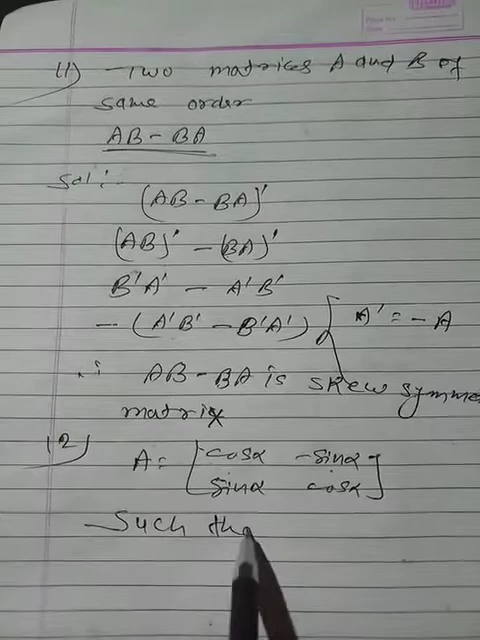 11) Two matrices A and B of
same order
AB - BA
Sol:-
(AB - BA)'
(AB)' - (BA)'
B'A' - A'B'
- (A'B' - B'A') A' = - A
∴ AB - BA is skew symme
matrix
12)
A = [cosα -sinα
sinα cosα]
Such the